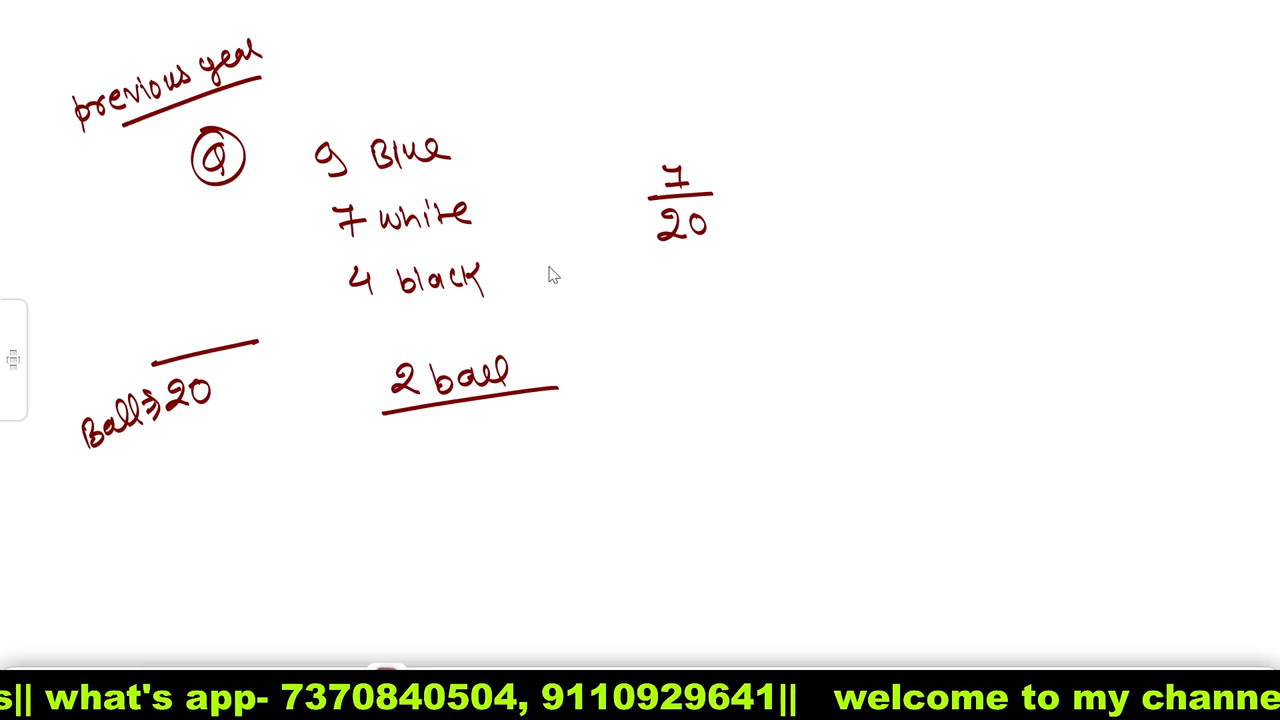 previous year
Q 9 Blue
7 white
4 black
7
20
2 ball
Ball ⇒ 20
s|| what's app- 7370840504, 9110929641|| welcome to my channe